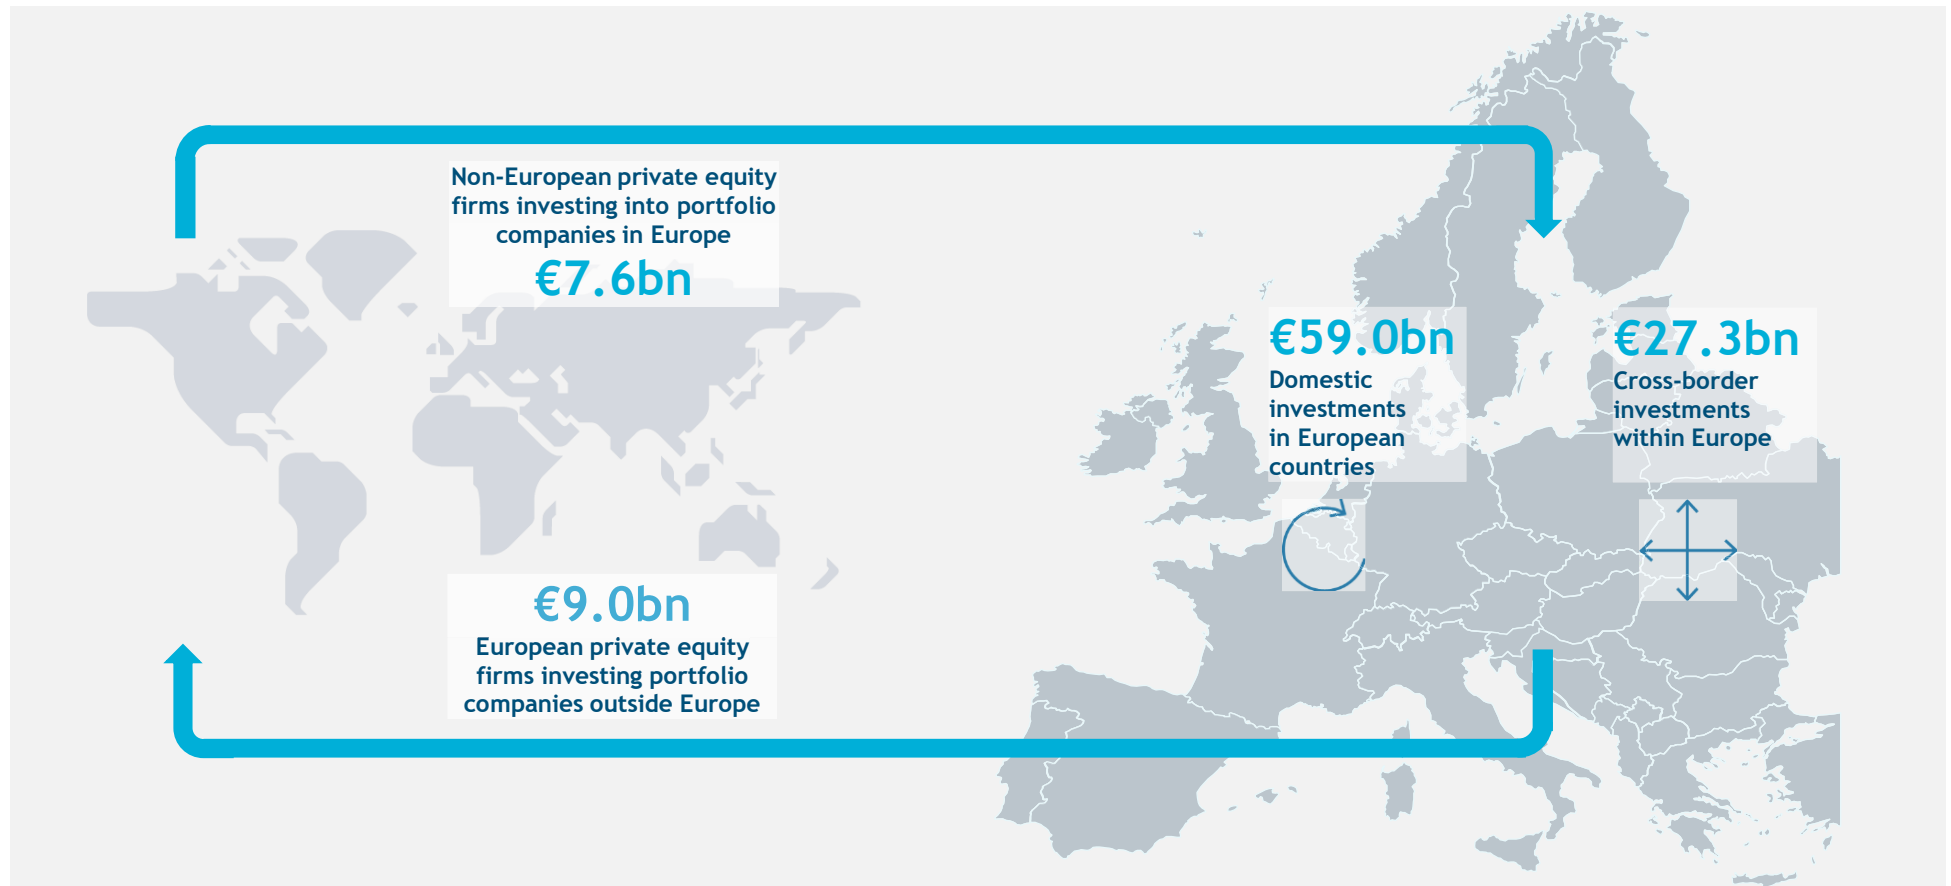 Non-European private equity
firms investing into portfolio
companies in Europe
€7.6bn
€59.0bn
Domestic
investments
in European
countries
€27.3bn
Cross-border
investments
within Europe
€9.0bn
European private equity
firms investing portfolio
companies outside Europe